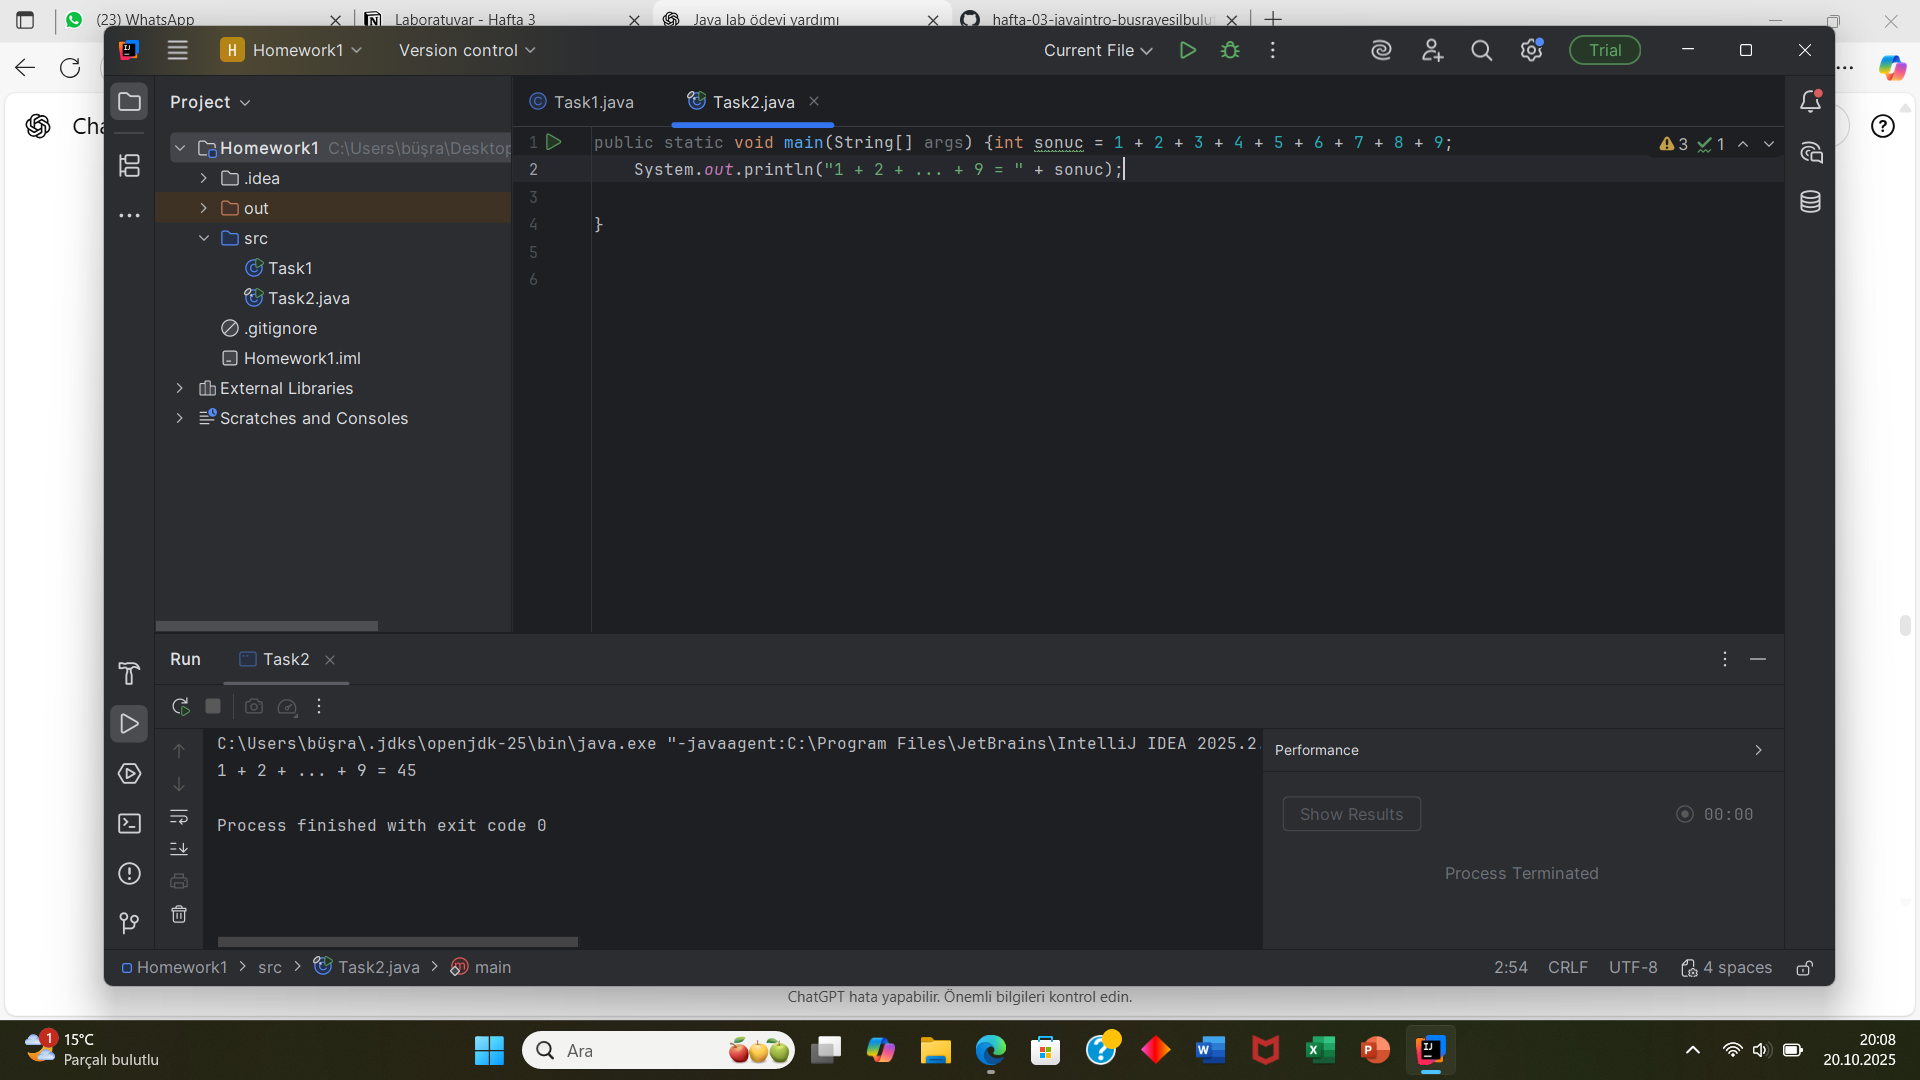 (23) WhatsApp
Laboratuvar - Hafta 3
Java lab ödevi yardımı
hafta-03-javaintro-busrayesilbulut
H Homework1
Version control
Current File
Trial
Project
Task1.java
Task2.java
Homework1 C:\Users\büşra\Desktop
.idea
out
src
Task1
Task2.java
.gitignore
Homework1.iml
External Libraries
Scratches and Consoles
1 public static void main(String[] args) {int sonuc = 1 + 2 + 3 + 4 + 5 + 6 + 7 + 8 + 9;
2 System.out.println("1 + 2 + ... + 9 = " + sonuc);
3
4 }
5
6
3 1
Run
Task2
C:\Users\büşra\.jdks\openjdk-25\bin\java.exe "-javaagent:C:\Program Files\JetBrains\IntelliJ IDEA 2025.2.
1 + 2 + ... + 9 = 45
Process finished with exit code 0
Performance
Show Results
00:00
Process Terminated
Homework1 > src > Task2.java > main
2:54 CRLF UTF-8 4 spaces
ChatGPT hata yapabilir. Önemli bilgileri kontrol edin.
1
15°C
Parçalı bulutlu
Ara
20:08
20.10.2025